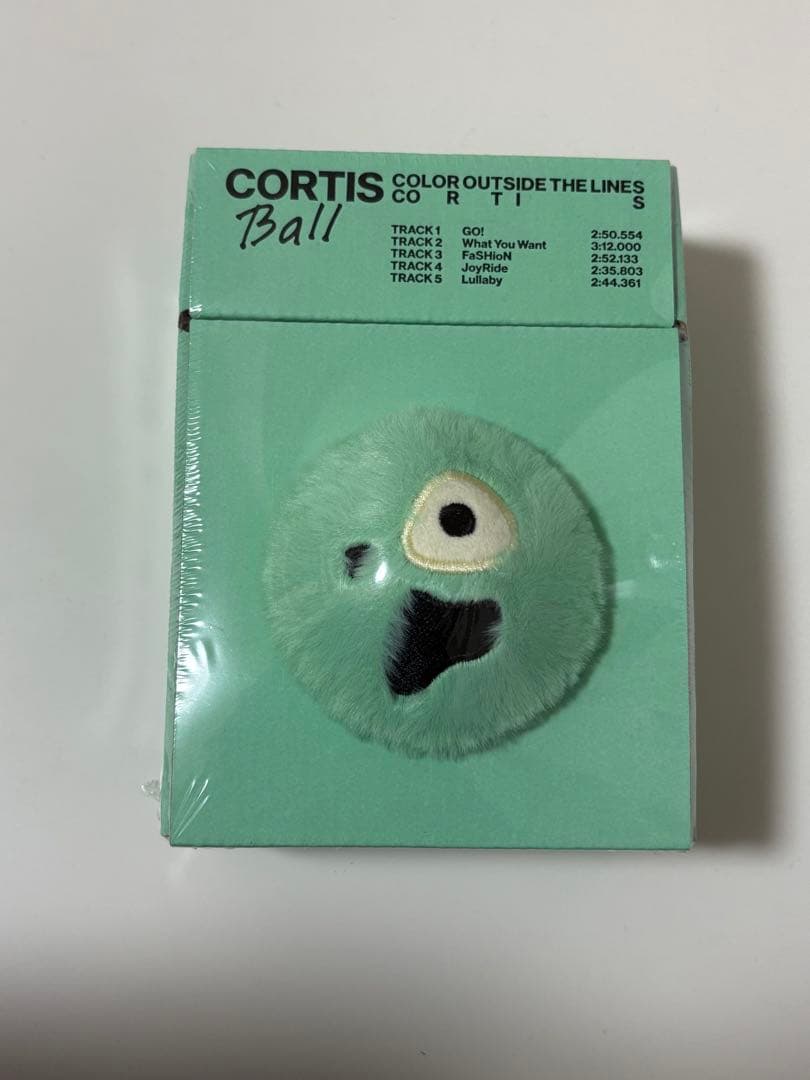 CORTIS
Ball
COLOR OUTSIDE THE LINES
CO R T I S
TRACK 1 GO! 2:50.554
TRACK 2 What You Want 3:12.000
TRACK 3 FaSHioN 2:52.133
TRACK 4 JoyRide 2:35.803
TRACK 5 Lullaby 2:44.361